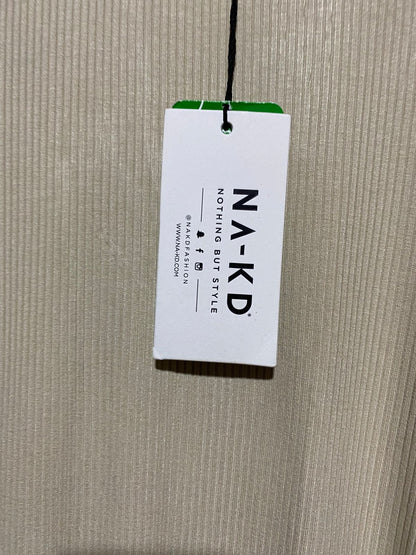 NA-KD®
NOTHING BUT STYLE
@NAKDFASHION
WWW.NA-KD.COM